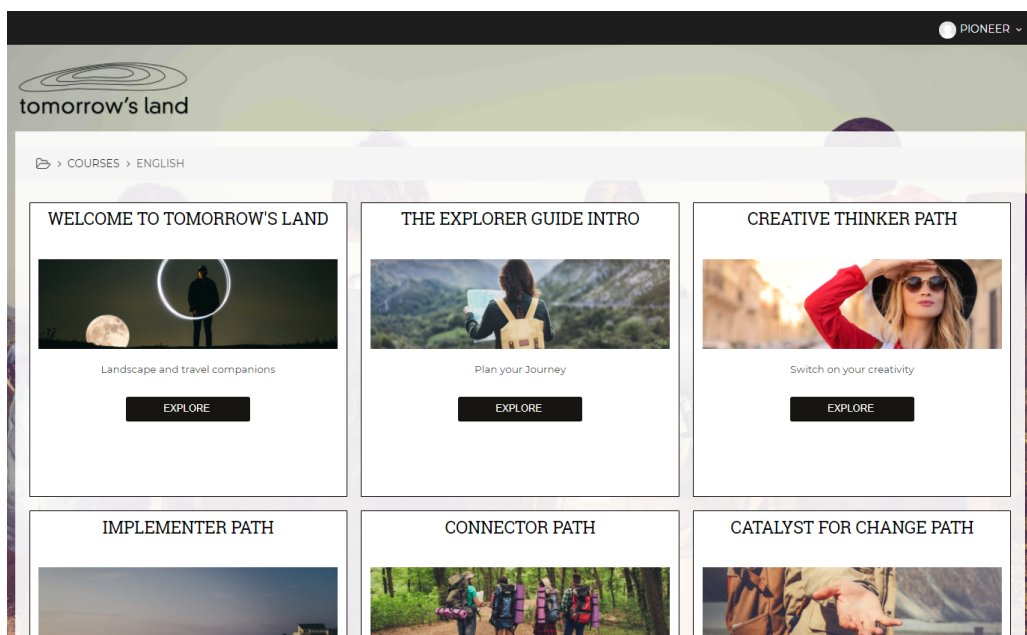 PIONEER
tomorrow's land
> COURSES > ENGLISH
WELCOME TO TOMORROW'S LAND
THE EXPLORER GUIDE INTRO
CREATIVE THINKER PATH
Landscape and travel companions
Plan your Journey
Switch on your creativity
EXPLORE
EXPLORE
EXPLORE
IMPLEMENTER PATH
CONNECTOR PATH
CATALYST FOR CHANGE PATH